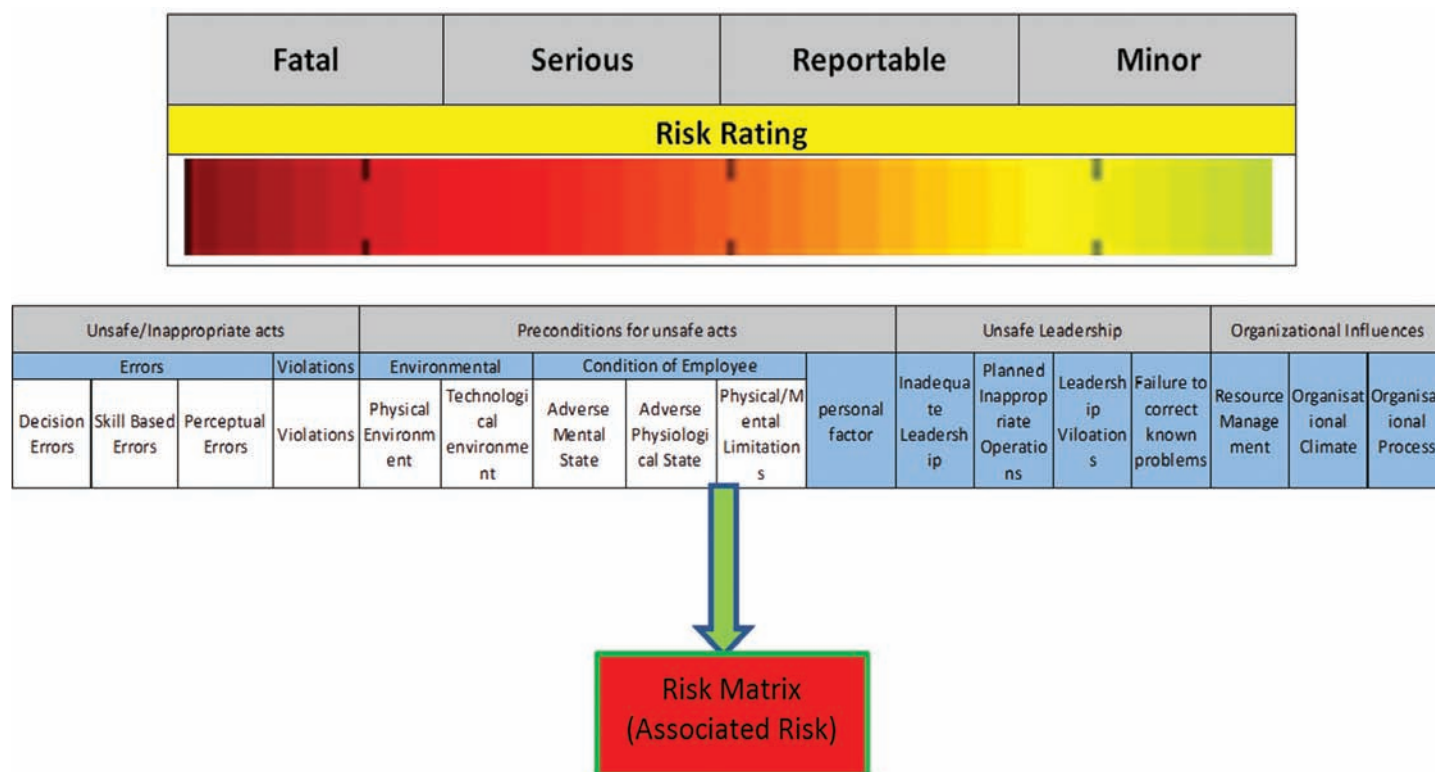 Fatal Serious Reportable Minor
Risk Rating
Unsafe/Inappropriate acts Preconditions for unsafe acts Unsafe Leadership Organizational Influences
Errors Violations Environmental Condition of Employee
Decision
Errors
Skill Based
Errors
Perceptual
Errors
Violations
Physical
Environm
ent
Technologi
cal
environme
nt
Adverse
Mental
State
Adverse
Physiologi
cal State
Physical/M
ental
Limitation
s
personal
factor
Inadequa
te
Leadersh
ip
Planned
Inapprop
riate
Operatio
ns
Leadersh
ip
Viloation
s
Failure to
correct
known
problems
Resource
Manage
ment
Organisat
ional
Climate
Organisa
ional
Process
Risk Matrix
(Associated Risk)